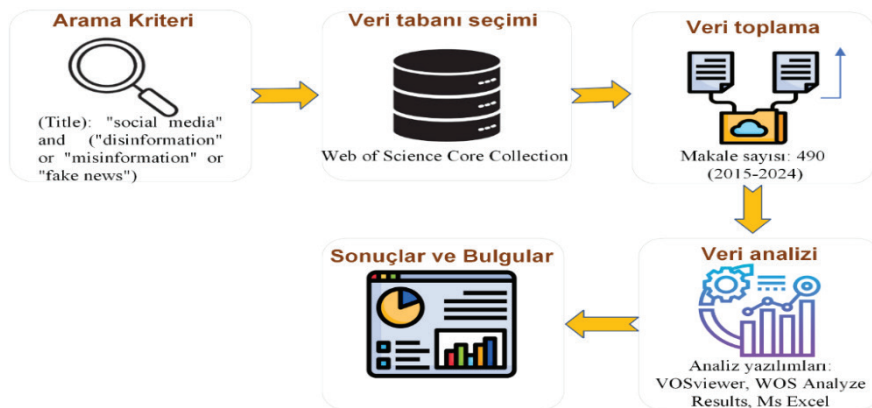 Arama Kriteri
(Title): "social media"
and ("disinformation"
or "misinformation" or
"fake news")
Veri tabanı seçimi
Web of Science Core Collection
Veri toplama
Makale sayısı: 490
(2015-2024)
Veri analizi
Analiz yazılımları:
VOSviewer, WOS Analyze
Results, Ms Excel
Sonuçlar ve Bulgular